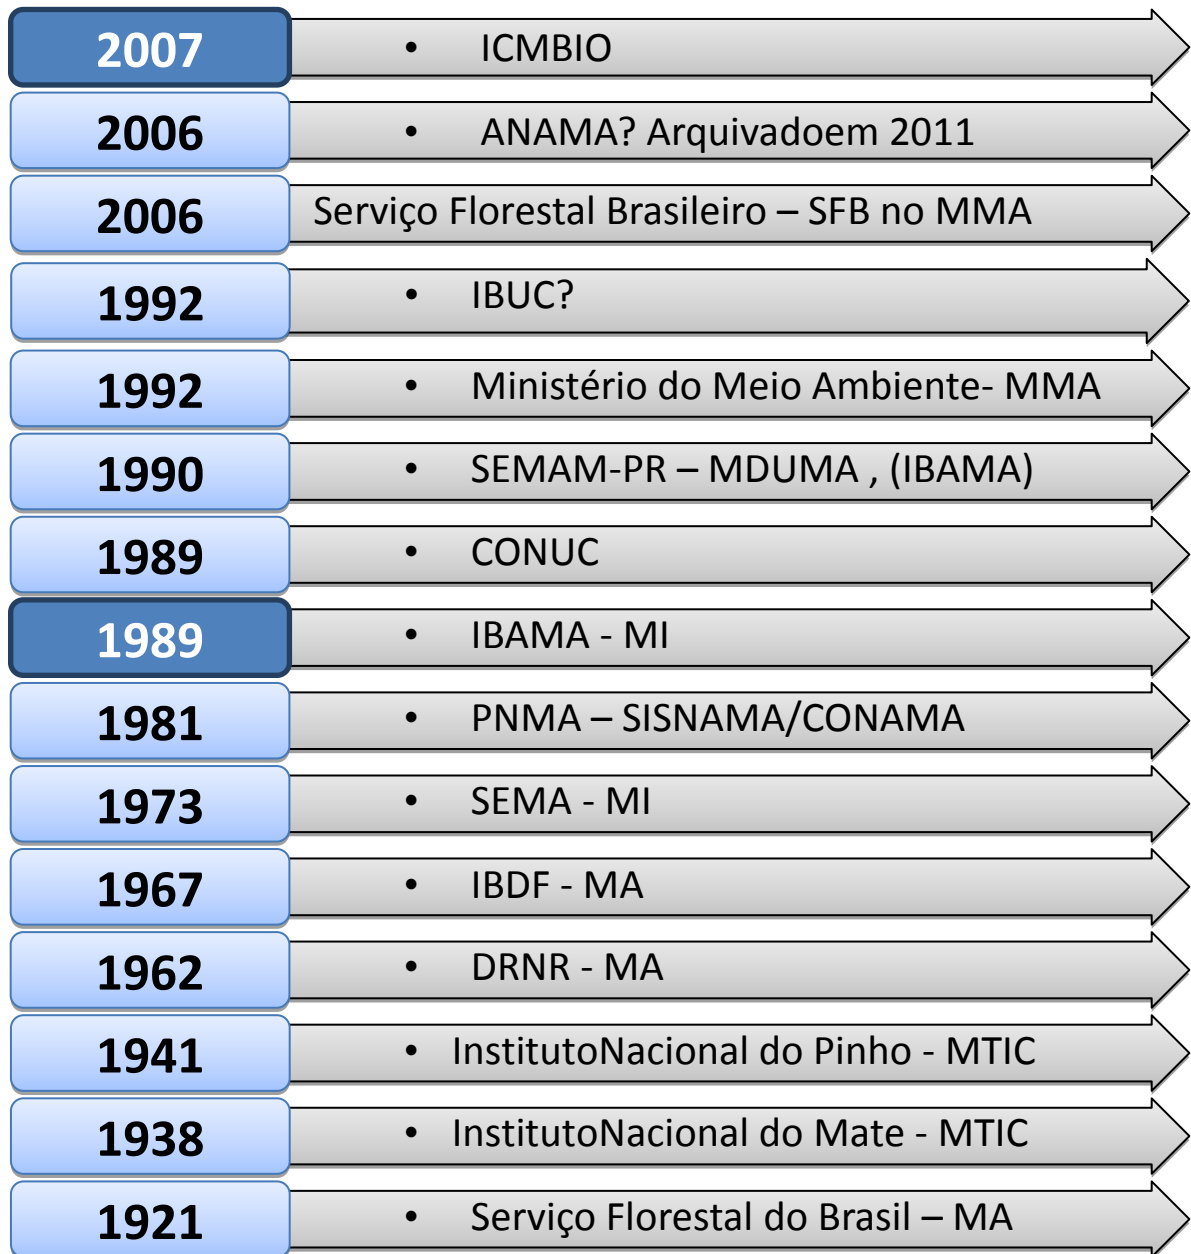 2007 • ICMBIO
2006 • ANAMA? Arquivadoem 2011
2006 Serviço Florestal Brasileiro – SFB no MMA
1992 • IBUC?
1992 • Ministério do Meio Ambiente- MMA
1990 • SEMAM-PR – MDUMA , (IBAMA)
1989 • CONUC
1989 • IBAMA - MI
1981 • PNMA – SISNAMA/CONAMA
1973 • SEMA - MI
1967 • IBDF - MA
1962 • DRNR - MA
1941 • InstitutoNacional do Pinho - MTIC
1938 • InstitutoNacional do Mate - MTIC
1921 • Serviço Florestal do Brasil – MA